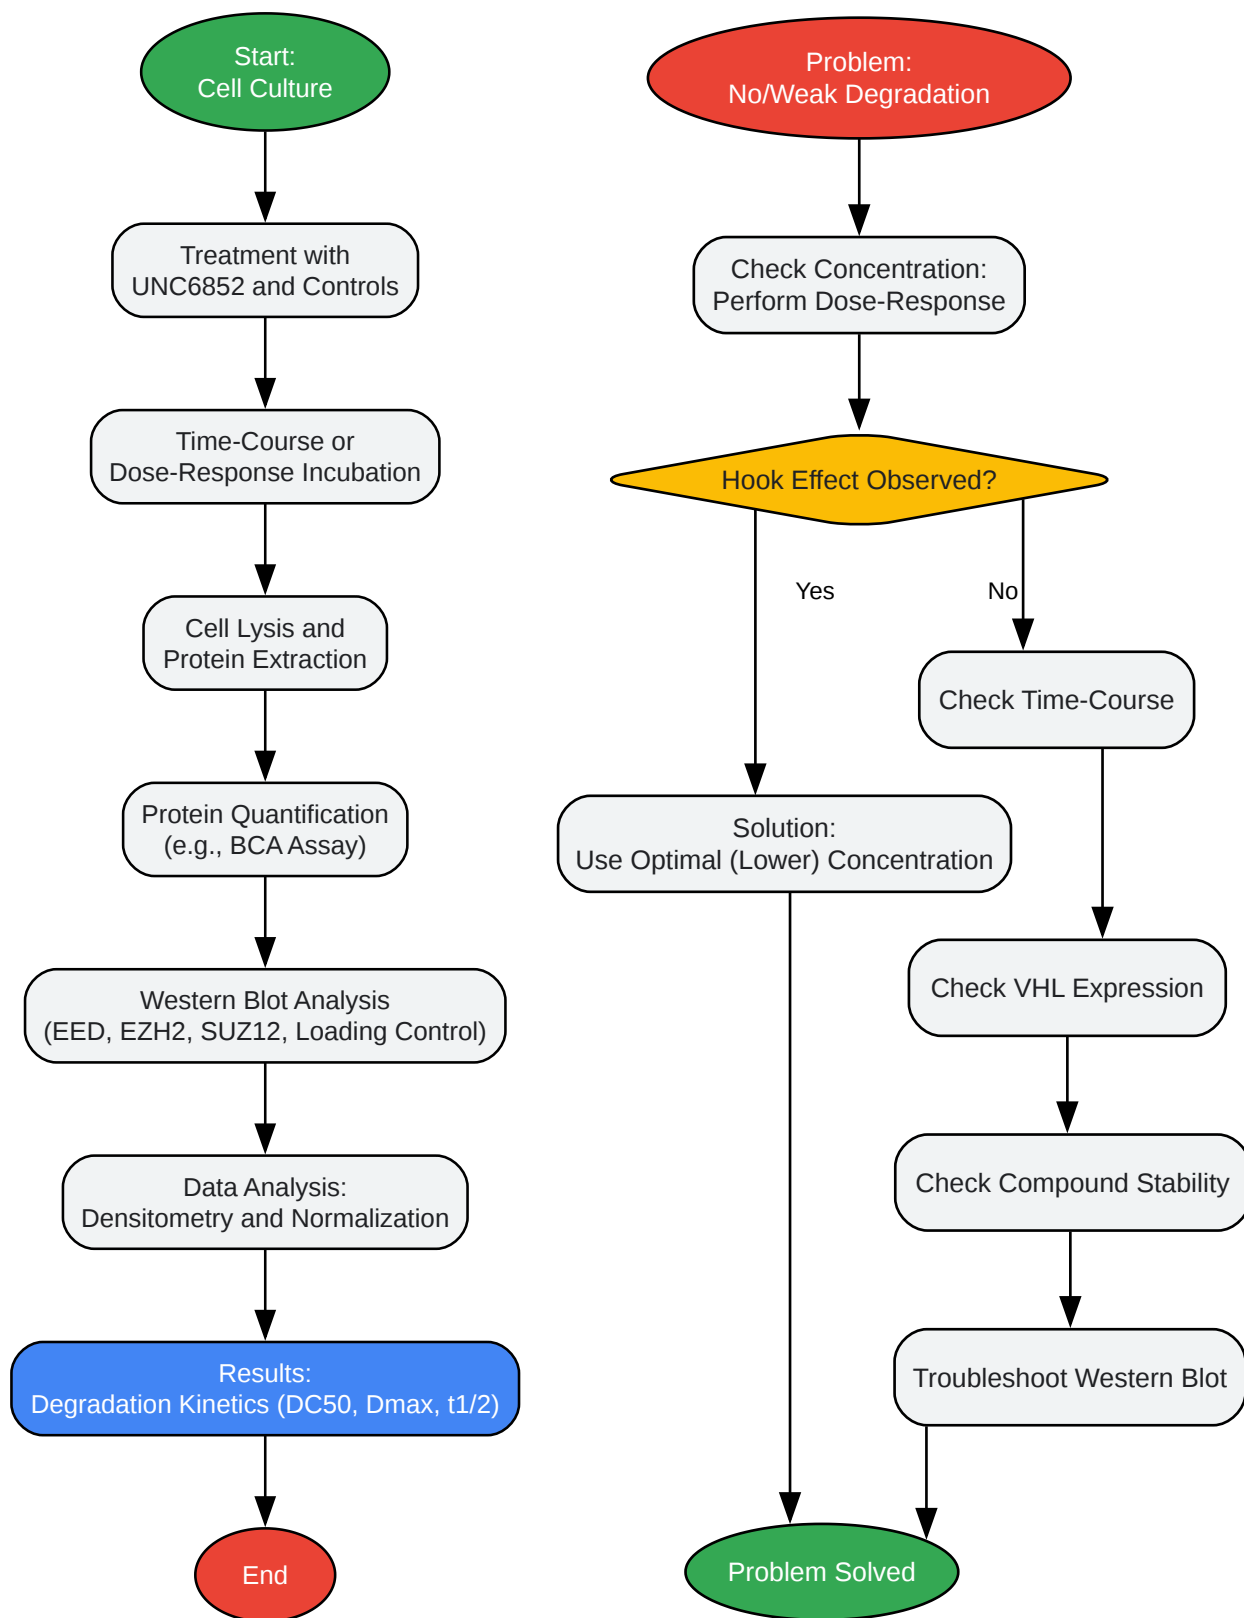 Start:
Cell Culture
Treatment with
UNC6852 and Controls
Time-Course or
Dose-Response Incubation
Cell Lysis and
Protein Extraction
Protein Quantification
(e.g., BCA Assay)
Western Blot Analysis
(EED, EZH2, SUZ12, Loading Control)
Data Analysis:
Densitometry and Normalization
Results:
Degradation Kinetics (DC50, Dmax, t1/2)
End
Problem:
No/Weak Degradation
Check Concentration:
Perform Dose-Response
Hook Effect Observed?
Yes
No
Check Time-Course
Solution:
Use Optimal (Lower) Concentration
Check VHL Expression
Check Compound Stability
Troubleshoot Western Blot
Problem Solved